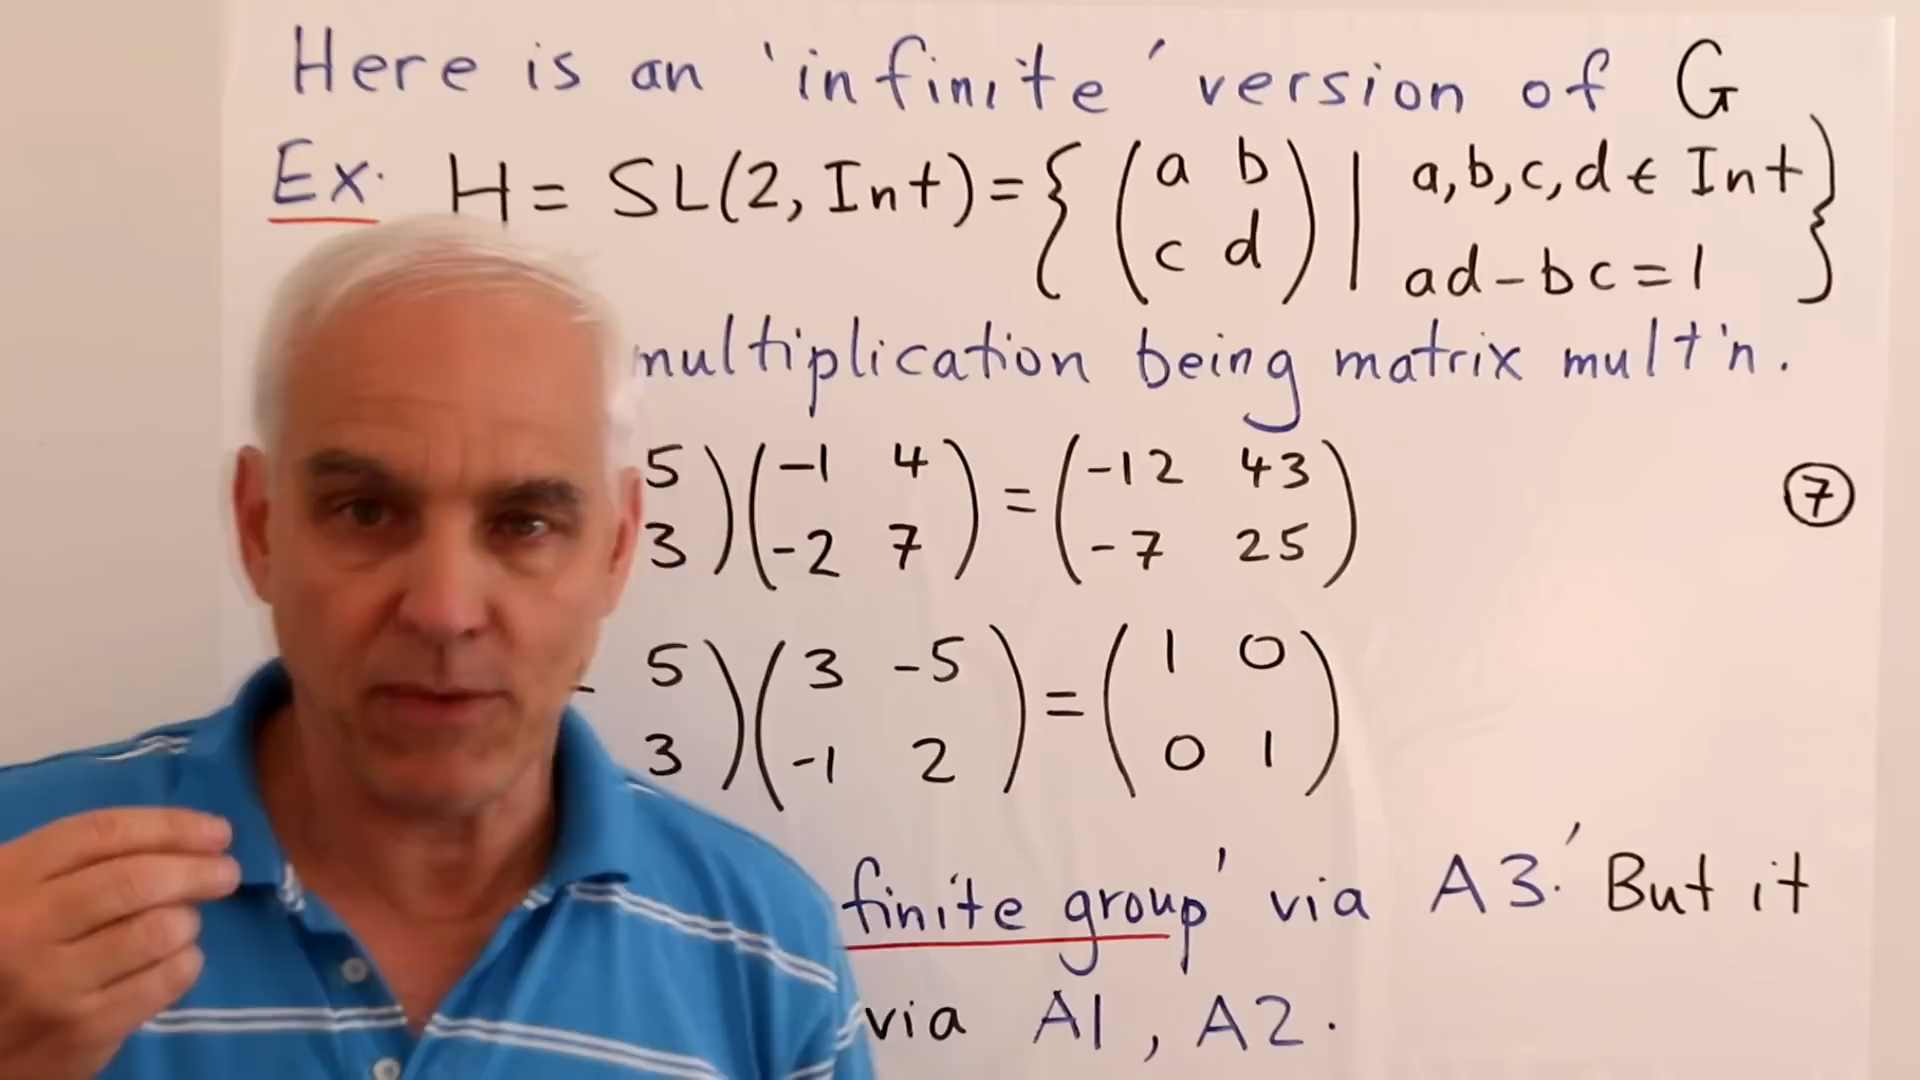 Here is an 'infinite' version of G
Ex. H = SL(2, Int) = { ( a b c d ) | a, b, c, d ∈ Int ad - bc = 1 }
multiplication being matrix mult'n.
5 3 ) ( -1 4 -2 7 ) = ( -12 43 -7 25 )
7
5 3 ) ( 3 -5 -1 2 ) = ( 1 0 0 1 )
finite group' via A3.' But it
via A1, A2.